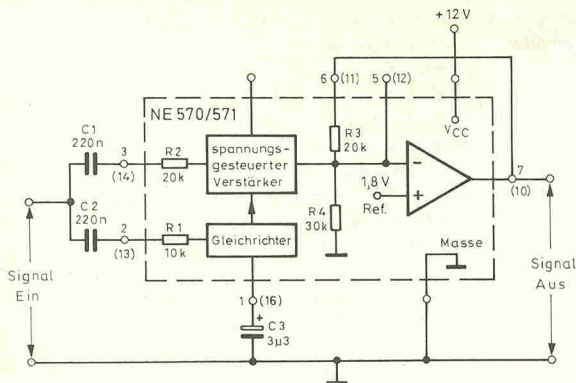 +12 V
6 (11) 5 (12)
NE 570/571
VCC
C1
220n
3
(14)
R2
20k
spannungs-
gesteuerter
Verstärker
R3
20k
1,8 V
Ref.
−
+
7
(10)
C2
220n
2
(13)
R1
10k
Gleichrichter
R4
30k
Masse
Signal
Ein
Signal
Aus
1 (16)
+
C3
3µ3